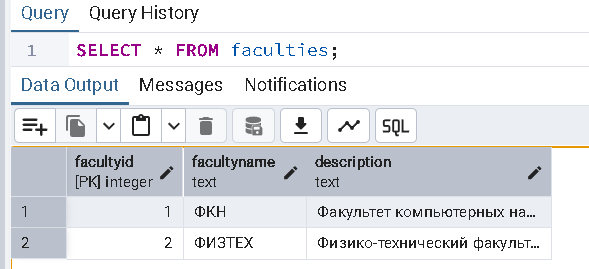 Query Query History
1 SELECT * FROM faculties;
Data Output Messages Notifications
SQL
facultyid facultyname description
[PK] integer text text
1 1 ФКН Факультет компьютерных на...
2 2 ФИЗТЕХ Физико-технический факульт...